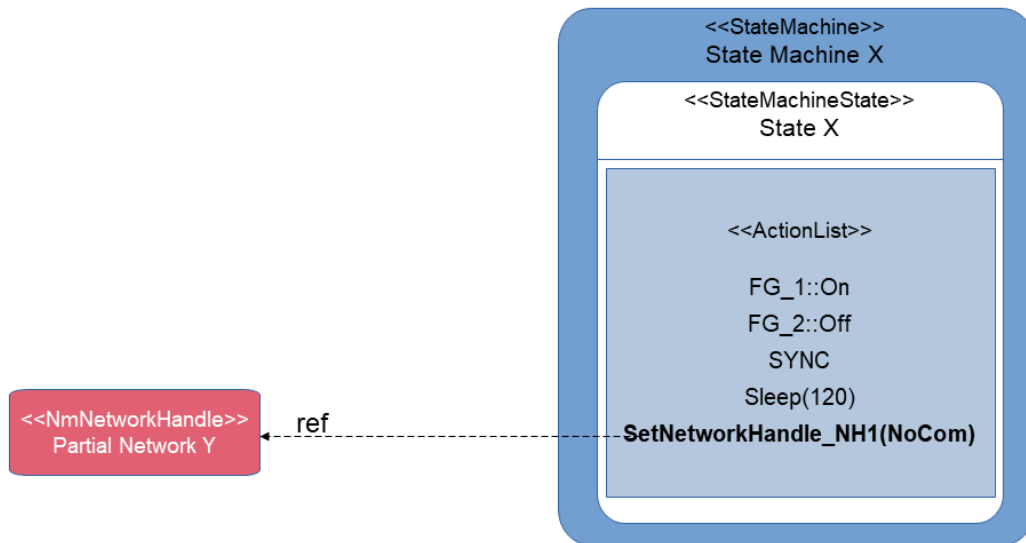 <<StateMachine>>
State Machine X
<<StateMachineState>>
State X
<<ActionList>>
FG_1::On
FG_2::Off
SYNC
Sleep(120)
SetNetworkHandle_NH1(NoCom)
ref
<<NmNetworkHandle>>
Partial Network Y